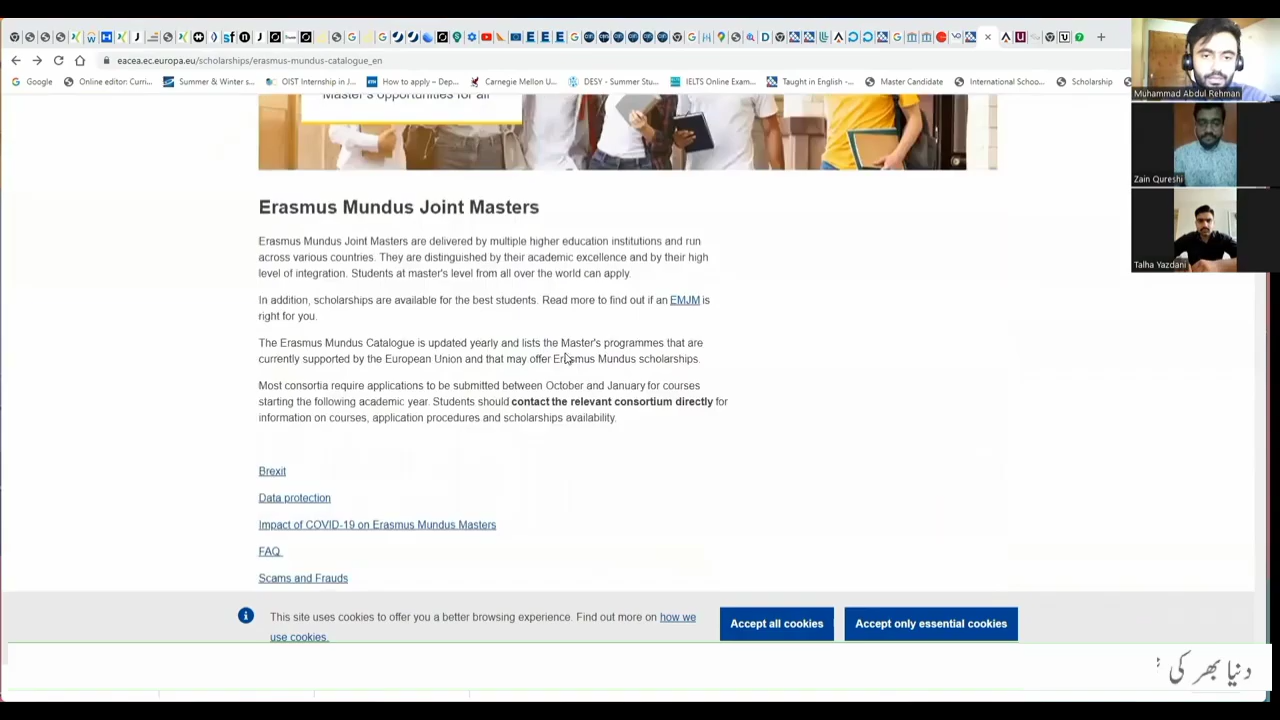 eacea.ec.europa.eu/scholarships/erasmus-mundus-catalogue_en
Google
Online editor: Curri...
Summer & Winter s...
OIST Internship in J...
How to apply – Dep...
Carnegie Mellon U...
DESY - Summer Stu...
IELTS Online Exam...
Taught in English -...
Master Candidate
International Schoo...
Scholarship
Muhammad Abdul Rehman
Zain Qureshi
Talha Yazdani
Master's opportunities for all
Erasmus Mundus Joint Masters
Erasmus Mundus Joint Masters are delivered by multiple higher education institutions and run
across various countries. They are distinguished by their academic excellence and by their high
level of integration. Students at master's level from all over the world can apply.
In addition, scholarships are available for the best students. Read more to find out if an EMJM is
right for you.
The Erasmus Mundus Catalogue is updated yearly and lists the Master's programmes that are
currently supported by the European Union and that may offer Erasmus Mundus scholarships.
Most consortia require applications to be submitted between October and January for courses
starting the following academic year. Students should contact the relevant consortium directly for
information on courses, application procedures and scholarships availability.
Brexit
Data protection
Impact of COVID-19 on Erasmus Mundus Masters
FAQ
Scams and Frauds
This site uses cookies to offer you a better browsing experience. Find out more on how we
use cookies.
Accept all cookies
Accept only essential cookies
دنیا بھر کی